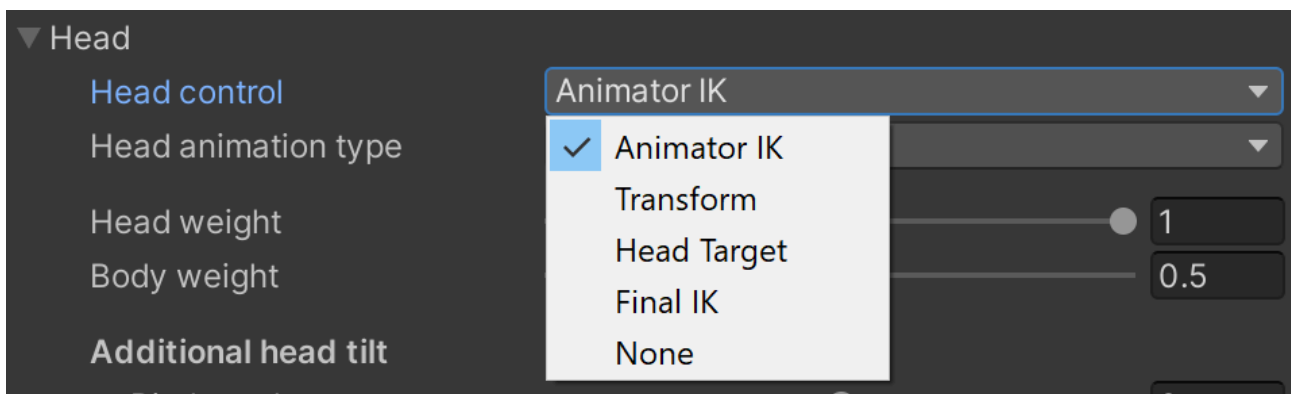 Head
Head control Animator IK
Head animation type Animator IK
Transform
Head weight 1
Head Target
Body weight 0.5
Final IK
Additional head tilt None